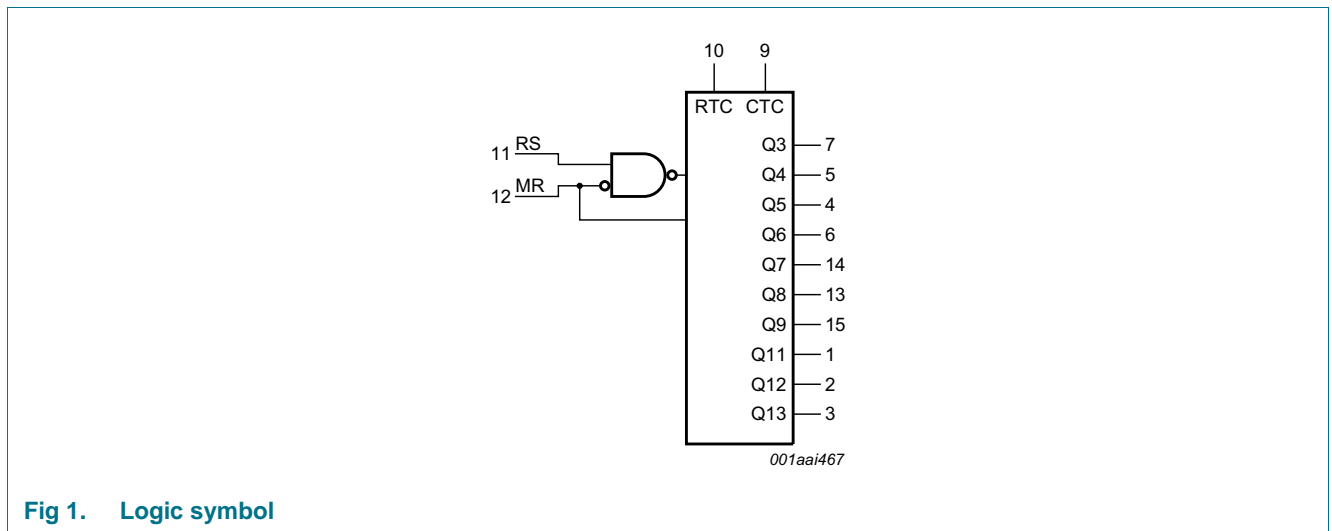 10 9
RTC CTC
11 RS
12 MR
Q3 7
Q4 5
Q5 4
Q6 6
Q7 14
Q8 13
Q9 15
Q11 1
Q12 2
Q13 3
001aai467
Fig 1. Logic symbol